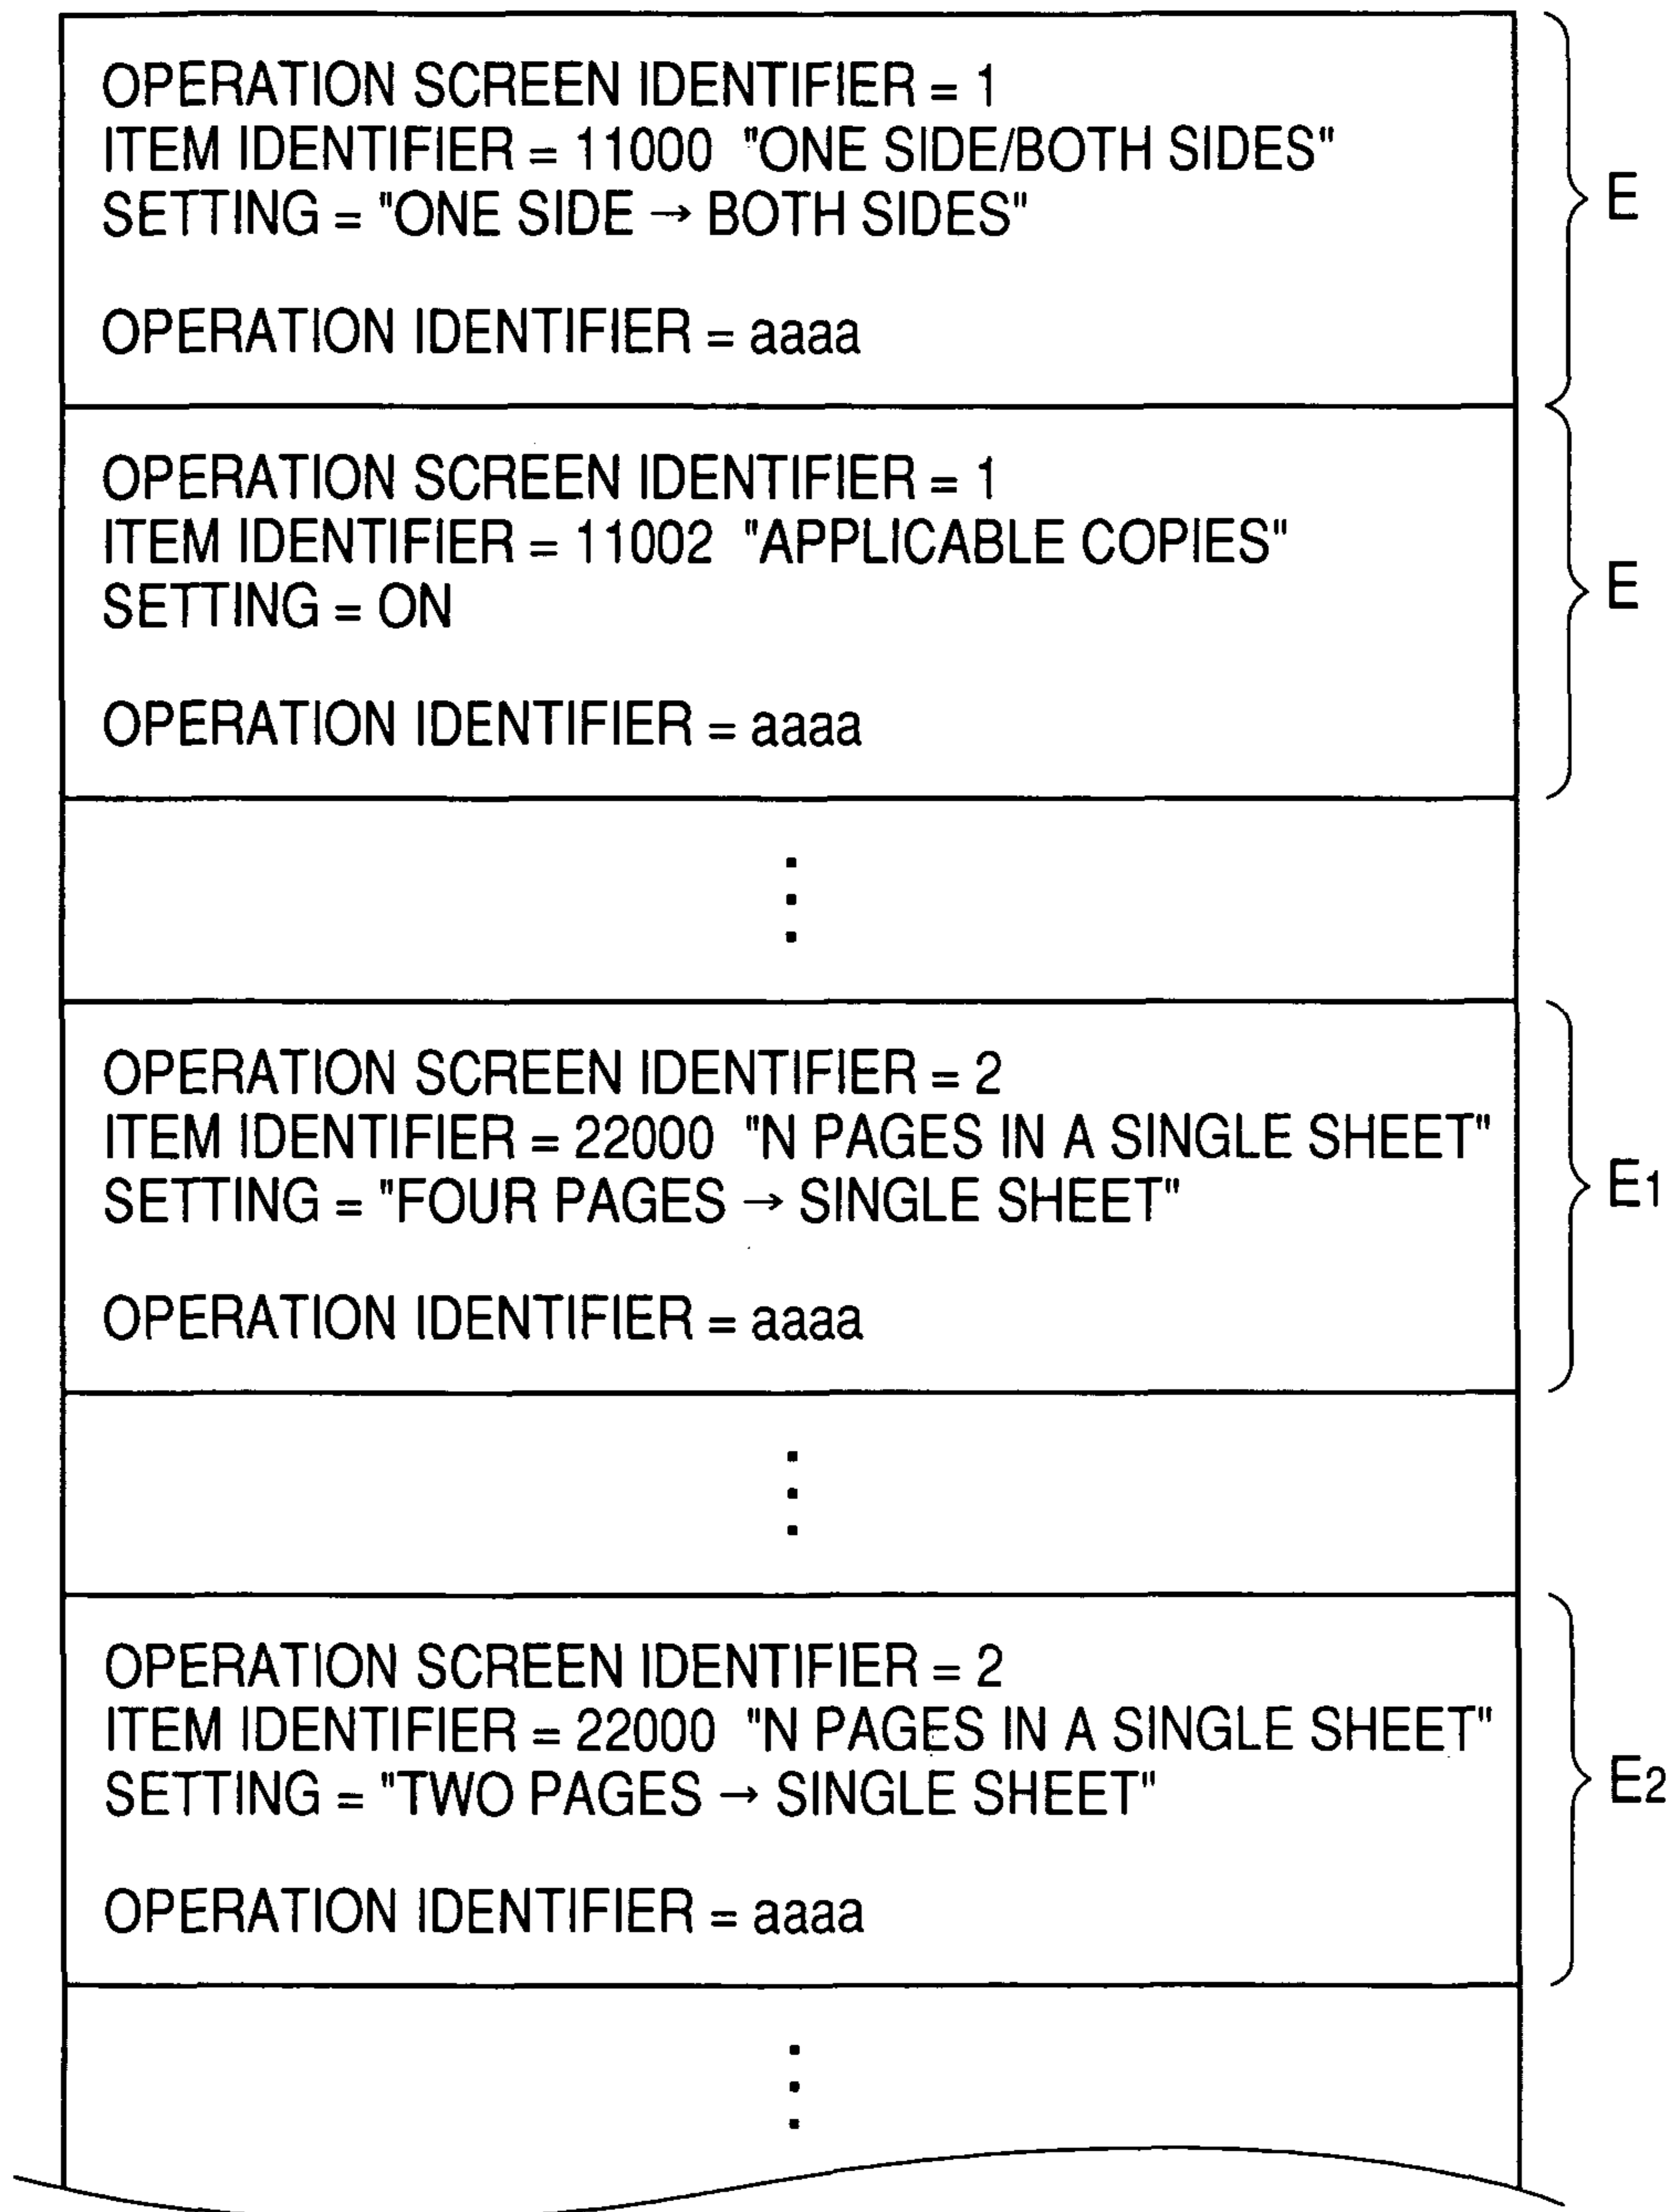 OPERATION SCREEN IDENTIFIER = 1
ITEM IDENTIFIER = 11000 "ONE SIDE/BOTH SIDES"
SETTING = "ONE SIDE → BOTH SIDES"
OPERATION IDENTIFIER = aaaa
E
OPERATION SCREEN IDENTIFIER = 1
ITEM IDENTIFIER = 11002 "APPLICABLE COPIES"
SETTING = ON
OPERATION IDENTIFIER = aaaa
E
OPERATION SCREEN IDENTIFIER = 2
ITEM IDENTIFIER = 22000 "N PAGES IN A SINGLE SHEET"
SETTING = "FOUR PAGES → SINGLE SHEET"
OPERATION IDENTIFIER = aaaa
E1
OPERATION SCREEN IDENTIFIER = 2
ITEM IDENTIFIER = 22000 "N PAGES IN A SINGLE SHEET"
SETTING = "TWO PAGES → SINGLE SHEET"
OPERATION IDENTIFIER = aaaa
E2